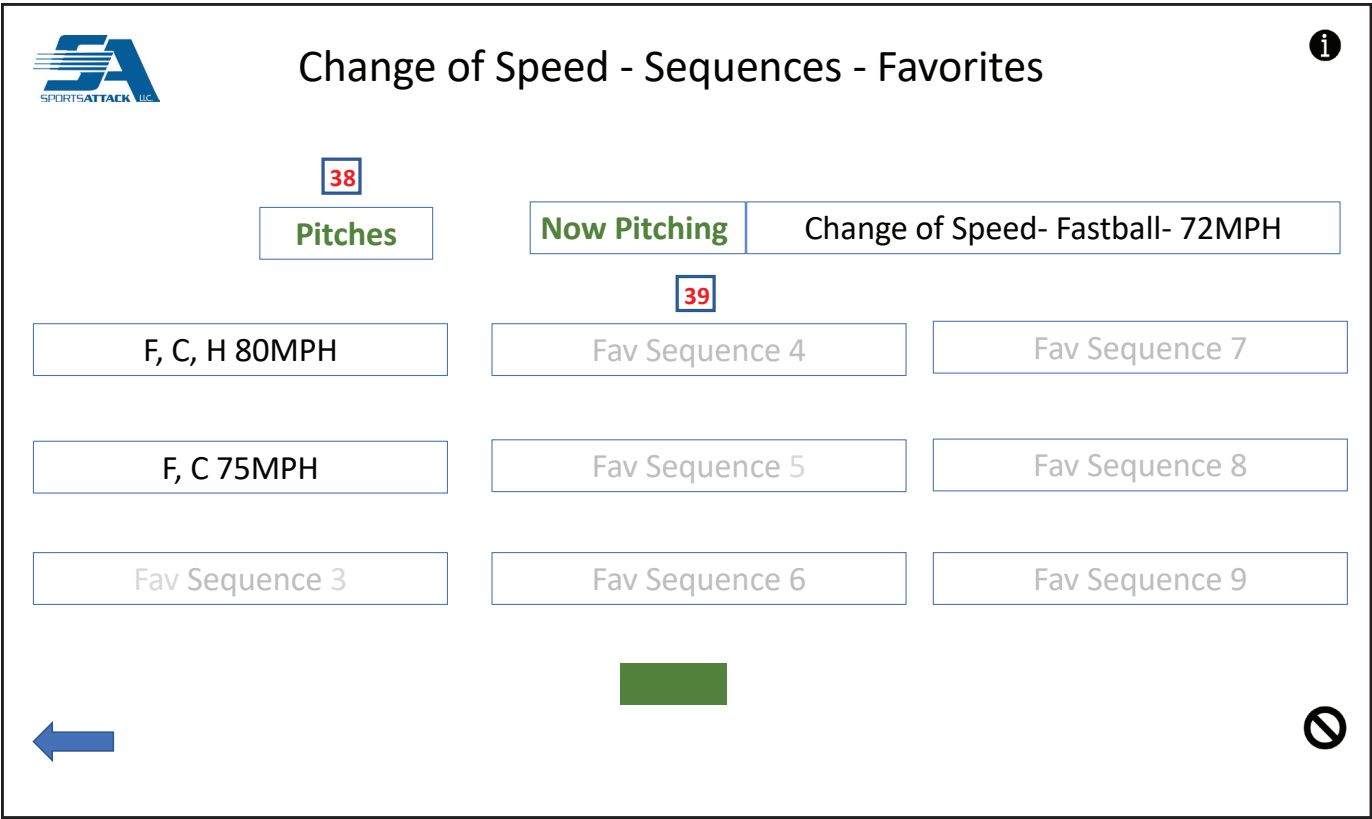 SPORTSATTACK LLC
Change of Speed - Sequences - Favorites
i
38
Pitches
Now Pitching
Change of Speed- Fastball- 72MPH
39
F, C, H 80MPH
Fav Sequence 4
Fav Sequence 7
F, C 75MPH
Fav Sequence 5
Fav Sequence 8
Fav Sequence 3
Fav Sequence 6
Fav Sequence 9